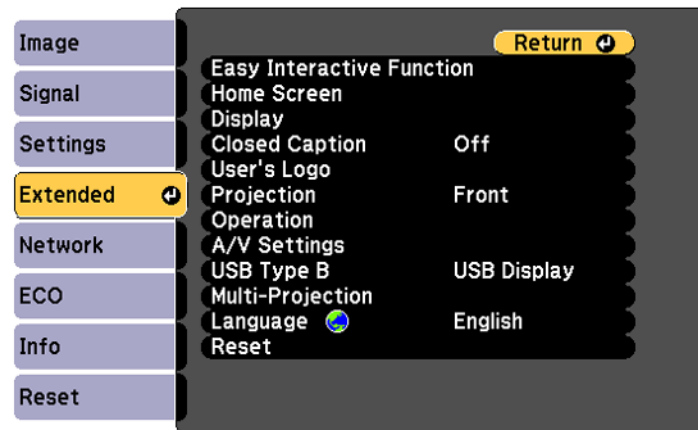 Image
Signal
Settings
Extended
Network
ECO
Info
Reset
Return
Easy Interactive Function
Home Screen
Display
Closed Caption Off
User's Logo
Projection Front
Operation
A/V Settings
USB Type B USB Display
Multi-Projection
Language English
Reset